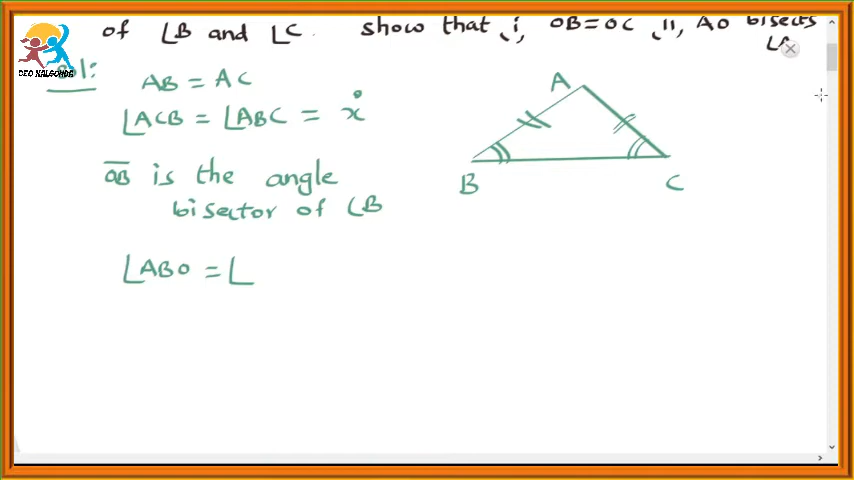 of ∠B and ∠C. show that i, OB=OC ii, AO bisects
∠A
DEO NALGONDA
Sol:
AB = AC
∠ACB = ∠ABC = x°
OB is the angle
bisector of ∠B
∠ABO = ∠
A
B
C